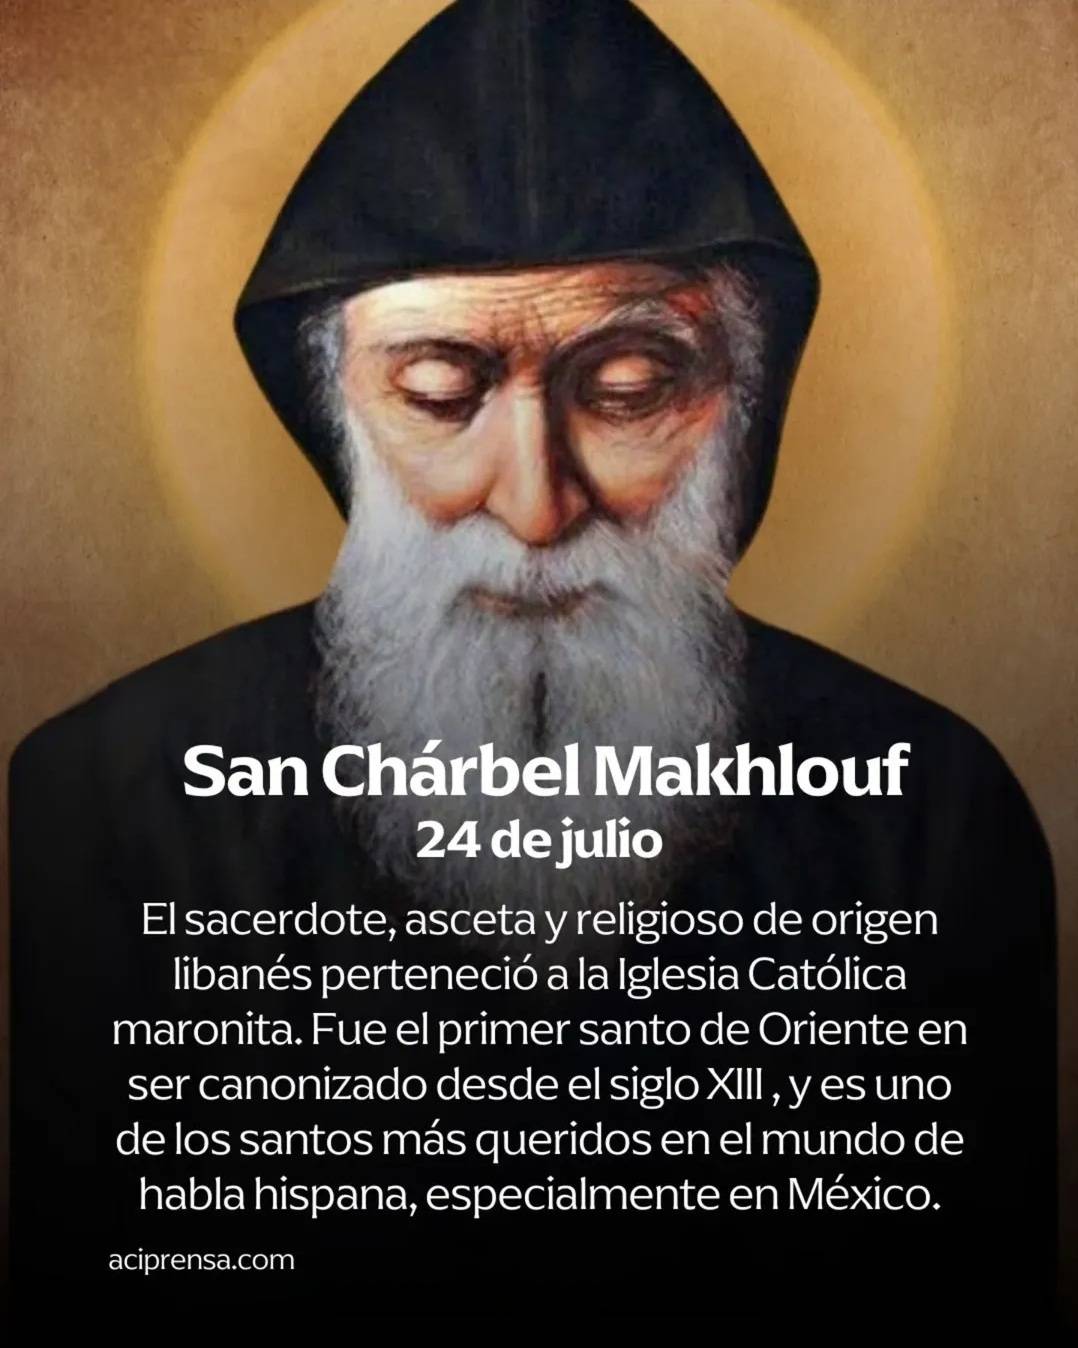 San Chárbel Makhlouf
24 de julio
El sacerdote, asceta y religioso de origen
libanés perteneció a la Iglesia Católica
maronita. Fue el primer santo de Oriente en
ser canonizado desde el siglo XIII , y es uno
de los santos más queridos en el mundo de
habla hispana, especialmente en México.
aciprensa.com